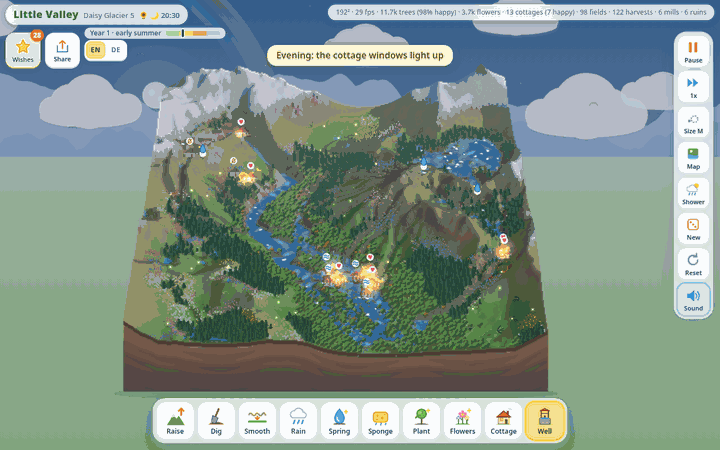 Little Valley Daisy Glacier 5 20:30
192² · 29 fps · 11.7k trees (98% happy) · 3.7k flowers · 13 cottages (7 happy) · 98 fields · 122 harvests · 6 mills · 6 ruins
Year 1 · early summer
28
Wishes
Share
EN DE
Evening: the cottage windows light up
Pause
1x
Size M
Map
Shower
New
Reset
Sound
Raise Dig Smooth Rain Spring Sponge Plant Flowers Cottage Well